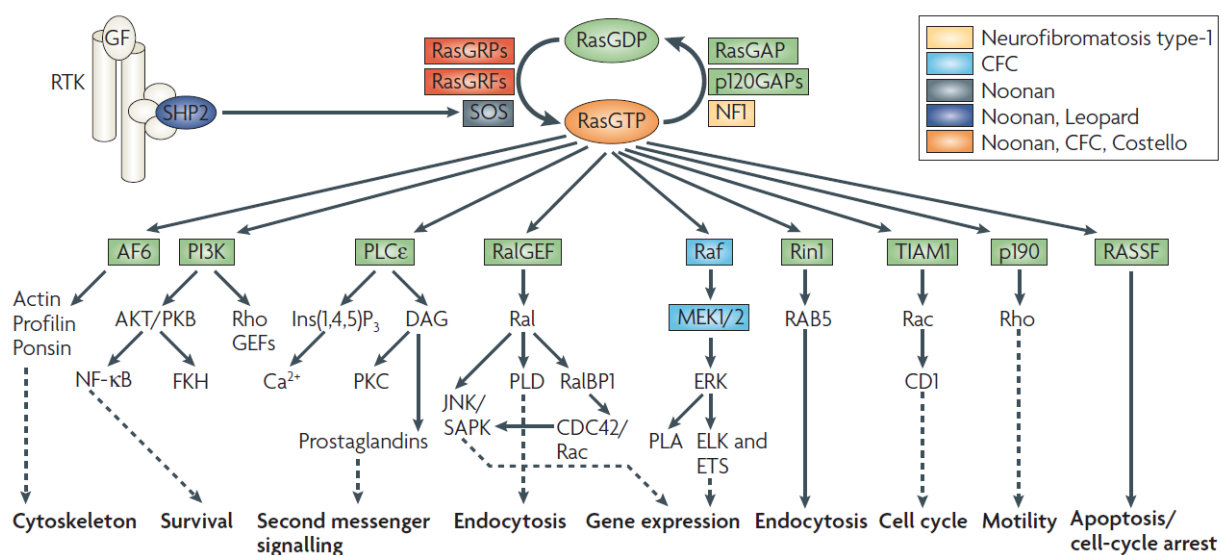 GF
RTK
SHP2
RasGRPs
RasGRFs
SOS
RasGDP
RasGTP
RasGAP
p120GAPs
NF1
Neurofibromatosis type-1
CFC
Noonan
Noonan, Leopard
Noonan, CFC, Costello
AF6
PI3K
PLCε
RalGEF
Raf
Rin1
TIAM1
p190
RASSF
Actin
Profilin
Ponsin
AKT/PKB
Rho
GEFs
Ins(1,4,5)P₃
DAG
Ral
MEK1/2
RAB5
Rac
Rho
NF-κB
FKH
Ca²⁺
PKC
JNK/
SAPK
PLD
RalBP1
ERK
CD1
Prostaglandins
CDC42/
Rac
PLA
ELK and
ETS
Cytoskeleton
Survival
Second messenger
signalling
Endocytosis
Gene expression
Endocytosis
Cell cycle
Motility
Apoptosis/
cell-cycle arrest